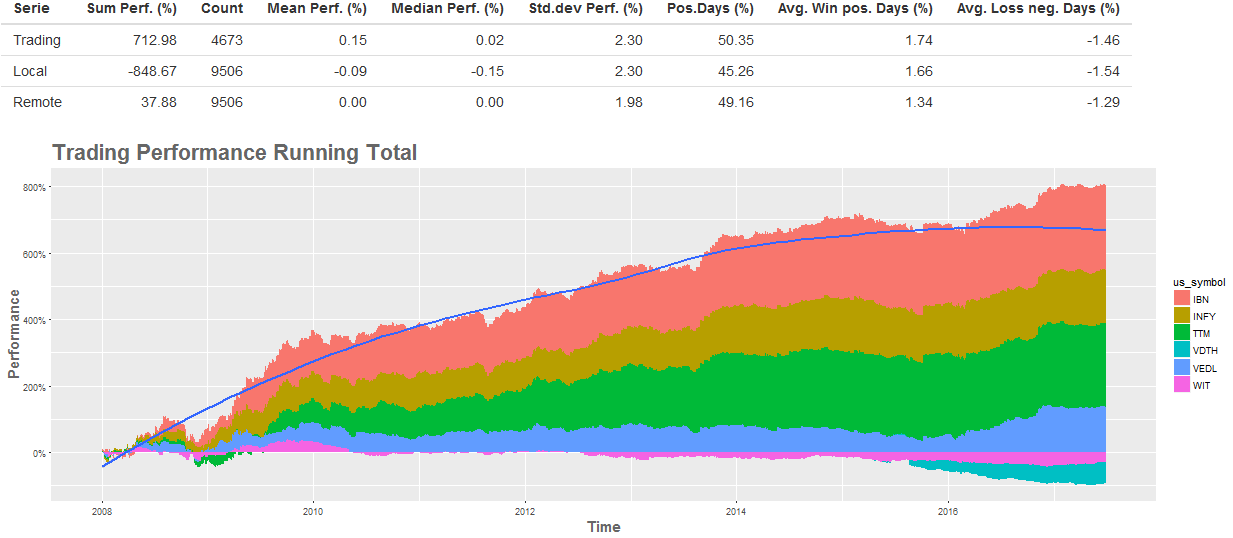 Serie Sum Perf. (%) Count Mean Perf. (%) Median Perf. (%) Std.dev Perf. (%) Pos.Days (%) Avg. Win pos. Days (%) Avg. Loss neg. Days (%)
Trading 712.98 4673 0.15 0.02 2.30 50.35 1.74 -1.46
Local -848.67 9506 -0.09 -0.15 2.30 45.26 1.66 -1.54
Remote 37.88 9506 0.00 0.00 1.98 49.16 1.34 -1.29
Trading Performance Running Total
800%
600%
400%
200%
0%
Performance
2008 2010 2012 2014 2016
Time
us_symbol
IBN
INFY
TTM
VDTH
VEDL
WIT